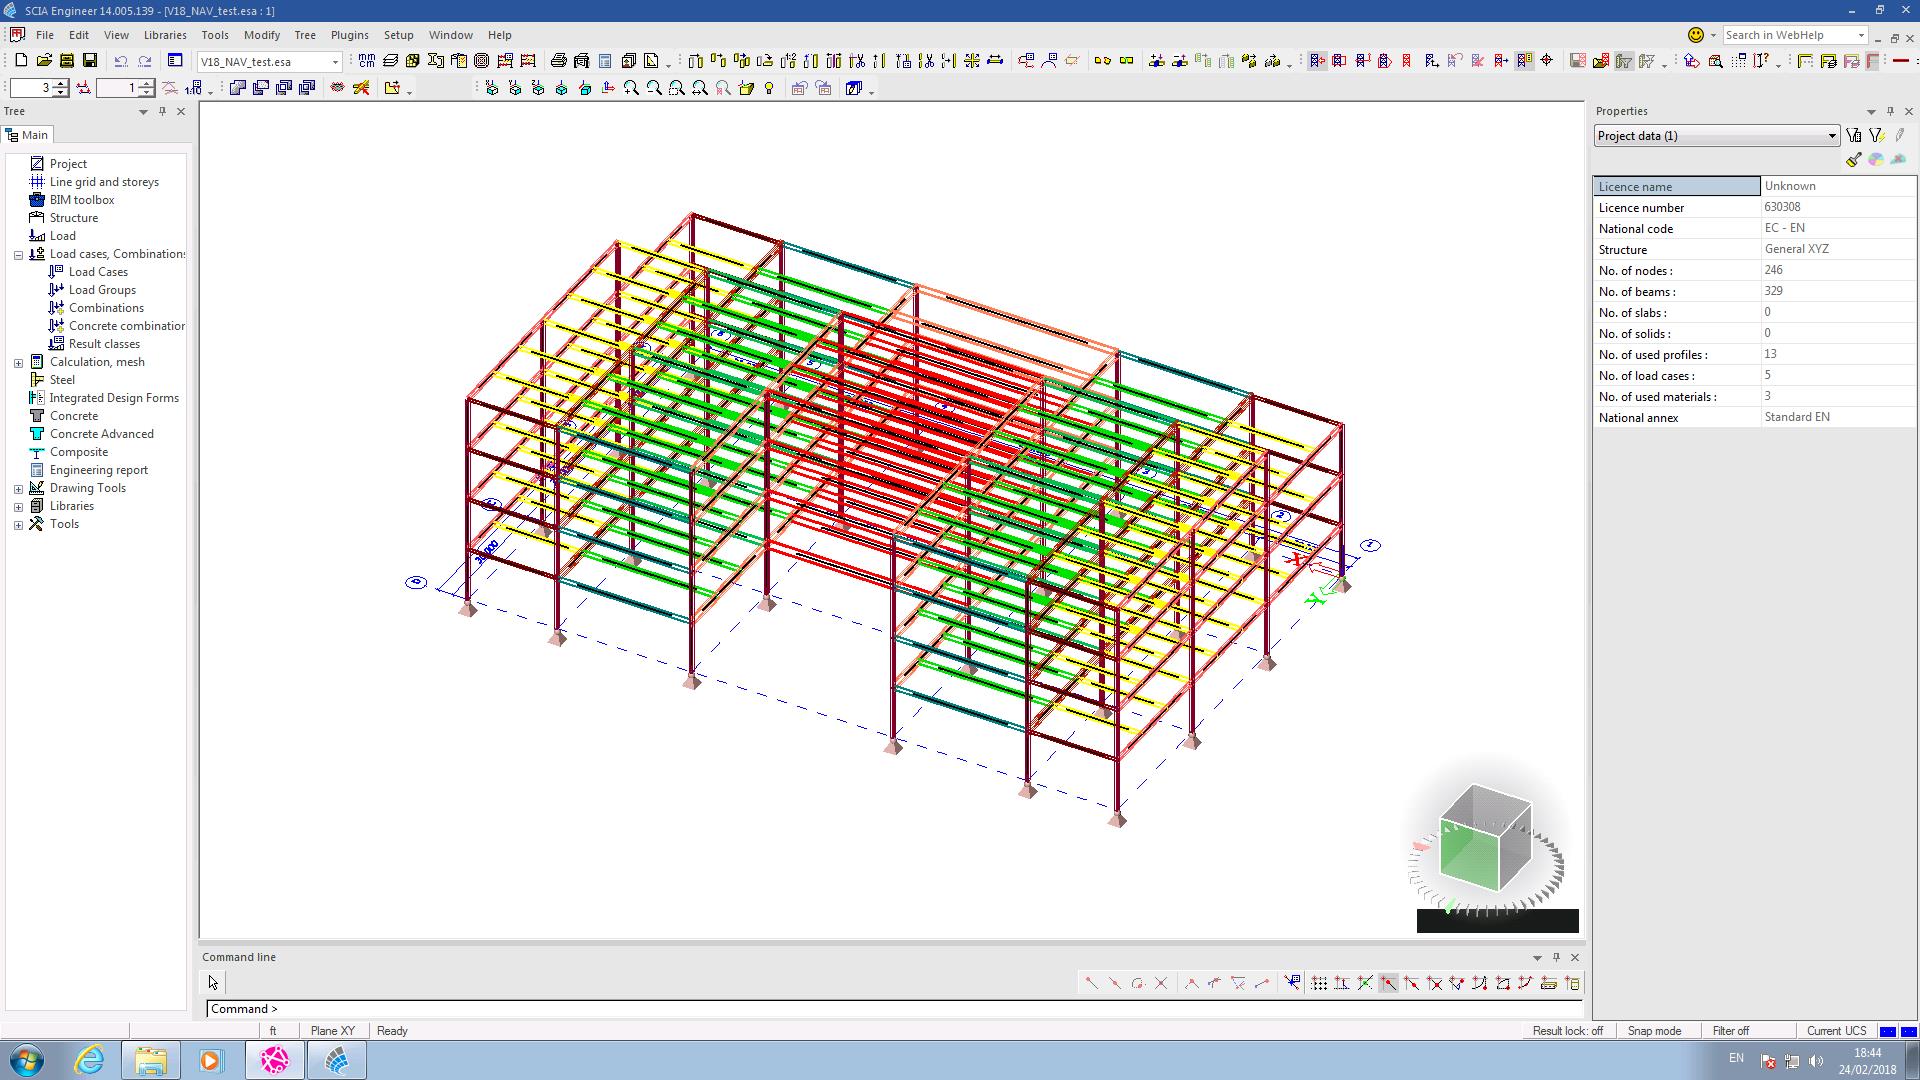 SCIA Engineer 14.005.139 - [V18_NAV_test.esa : 1]
File Edit View Libraries Tools Modify Tree Plugins Setup Window Help
Search in WebHelp
V18_NAV_test.esa
3
1
Tree
Main
Project
Line grid and storeys
BIM toolbox
Structure
Load
Load cases, Combinations
Load Cases
Load Groups
Combinations
Concrete combination
Result classes
Calculation, mesh
Steel
Integrated Design Forms
Concrete
Concrete Advanced
Composite
Engineering report
Drawing Tools
Libraries
Tools
X
Y
Properties
Project data (1)
Licence name Unknown
Licence number 630308
National code EC - EN
Structure General XYZ
No. of nodes : 246
No. of beams : 329
No. of slabs : 0
No. of solids : 0
No. of used profiles : 13
No. of load cases : 5
No. of used materials : 3
National annex Standard EN
Command line
Command >
ft Plane XY Ready
Result lock: off Snap mode Filter off Current UCS
EN
18:44
24/02/2018